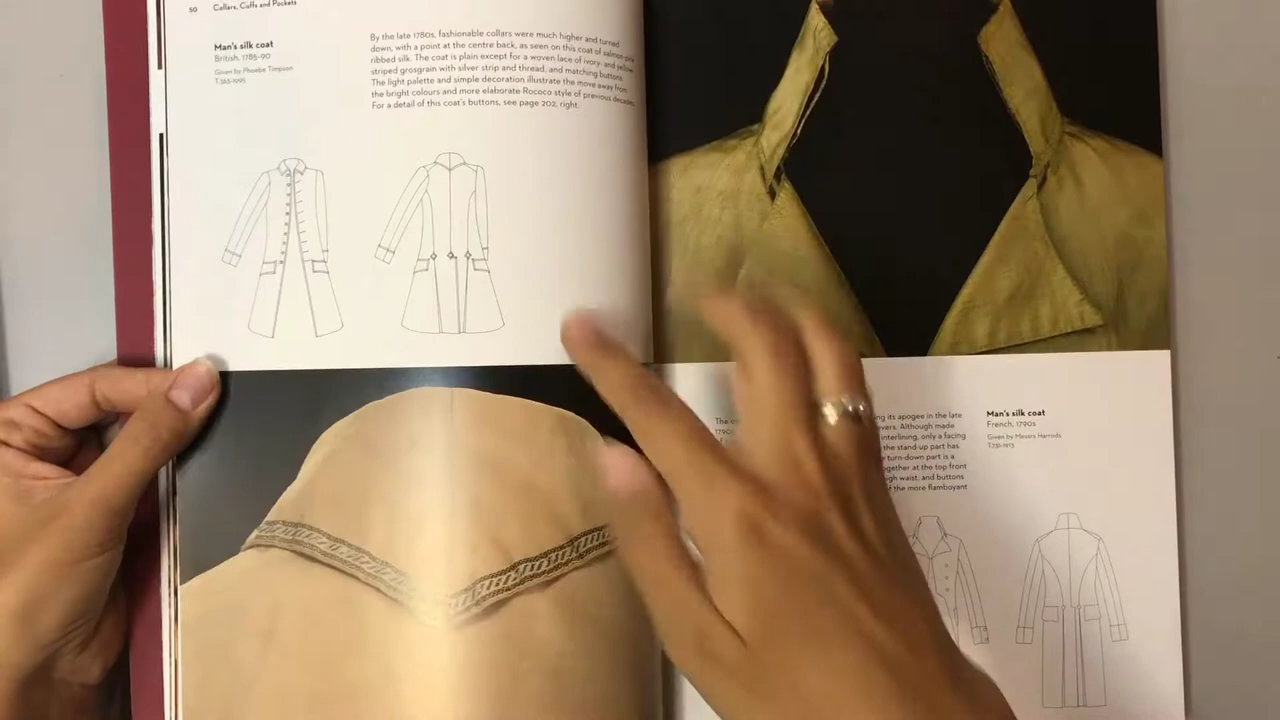 50 Collars, Cuffs and Pockets
Man's silk coat
British, 1785-90
Given by Phoebe Timpson
T.363-1995
By the late 1780s, fashionable collars were much higher and turned
down, with a point at the centre back, as seen on this coat of salmon-pink
ribbed silk. The coat is plain except for a woven lace of ivory- and yellow-
striped grosgrain with silver strip and thread, and matching buttons.
The light palette and simple decoration illustrate the move away from
the bright colours and more elaborate Rococo style of previous decades.
For a detail of this coat's buttons, see page 202, right.
The
ng its apogee in the late
vers. Although made
interlining, only a facing
the stand-up part has
turn-down part is a
ogether at the top front
igh waist, and buttons
f the more flamboyant
Man's silk coat
French, 1790s
Given by Messrs Harrods